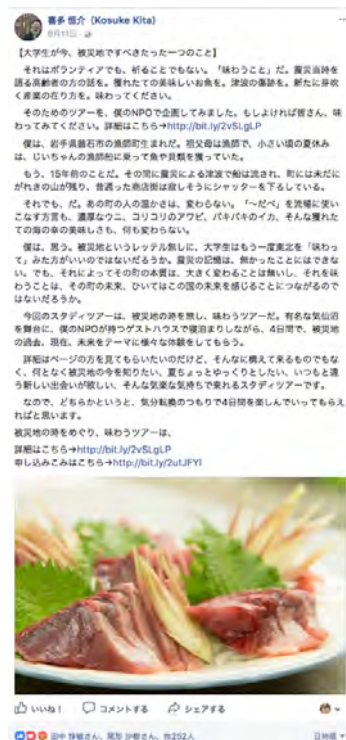 喜多 恒介（Kosuke Kita）
8月11日
【大学生が今、被災地ですべきたった一つのこと】
それはボランティアでも、祈ることでもない。「味わうこと」だ。震災当時を
語る高齢者の方の話を。獲れたての美味しいお魚を。津波の傷跡を。新たに芽吹
く産業の在り方を。味わってください。
そのためのツアーを、僕のNPOで企画してみました。もしよければ皆さん、味
わってみてください。詳細はこちら→http://bit.ly/2vSLgLP
僕は、岩手県釜石市の漁師町生まれだ。祖父母は漁師で、小さい頃の夏休み
は、じいちゃんの漁師船に乗って魚や貝類を獲っていた。
もう、15年前のことだ。その間に震災による津波で船は流され、町には未だに
がれきの山が残り、昔通った商店街は寂しそうにシャッターを下ろしている。
それでも、だ。あの町の人の温かさは、変わらない。「〜だべ」を流暢に使い
こなす方言も、濃厚なウニ、コリコリのアワビ、パキパキのイカ、そんな獲れた
ての海の幸の美味しさも、何も変わらない。
僕は、思う。被災地というレッテル無しに、大学生はもう一度東北を「味わっ
て」みた方がいいのではないだろうか。震災の記憶は、無かったことにはできな
い。でも、それによってその町の本質は、大きく変わることは無いし、それを味
わうことは、その町の未来、ひいてはこの国の未来を感じることにつながるので
はないだろうか。
今回のスタディツアーは、被災地の時を無し、味わうツアーだ。有名な気仙沼
を舞台に、僕のNPOが持つゲストハウスで寝泊まりしながら、4日間で、被災地
の過去、現在、未来をテーマに様々な体験をしてもらう。
詳細はページの方を見てもらいたいのだけど、そんなに構えて来るものでもな
く、何となく被災地の今を知りたい、夏ちょっとゆっくりとしたい、いつもと違
う新しい出会いが欲しい、そんな気楽な気持ちで来れるスタディツアーです。
なので、どちらかというと、気分転換のつもりで4日間を楽しんでいってもらえ
ればと思います。
被災地の時をめぐり、味わうツアーは、
詳細はこちら→http://bit.ly/2vSLgLP
申し込みこみはこちら→http://bit.ly/2utJFYl
いいね！ コメントする シェアする
田中 惇敏さん、尾形 沙樹さん、他252人